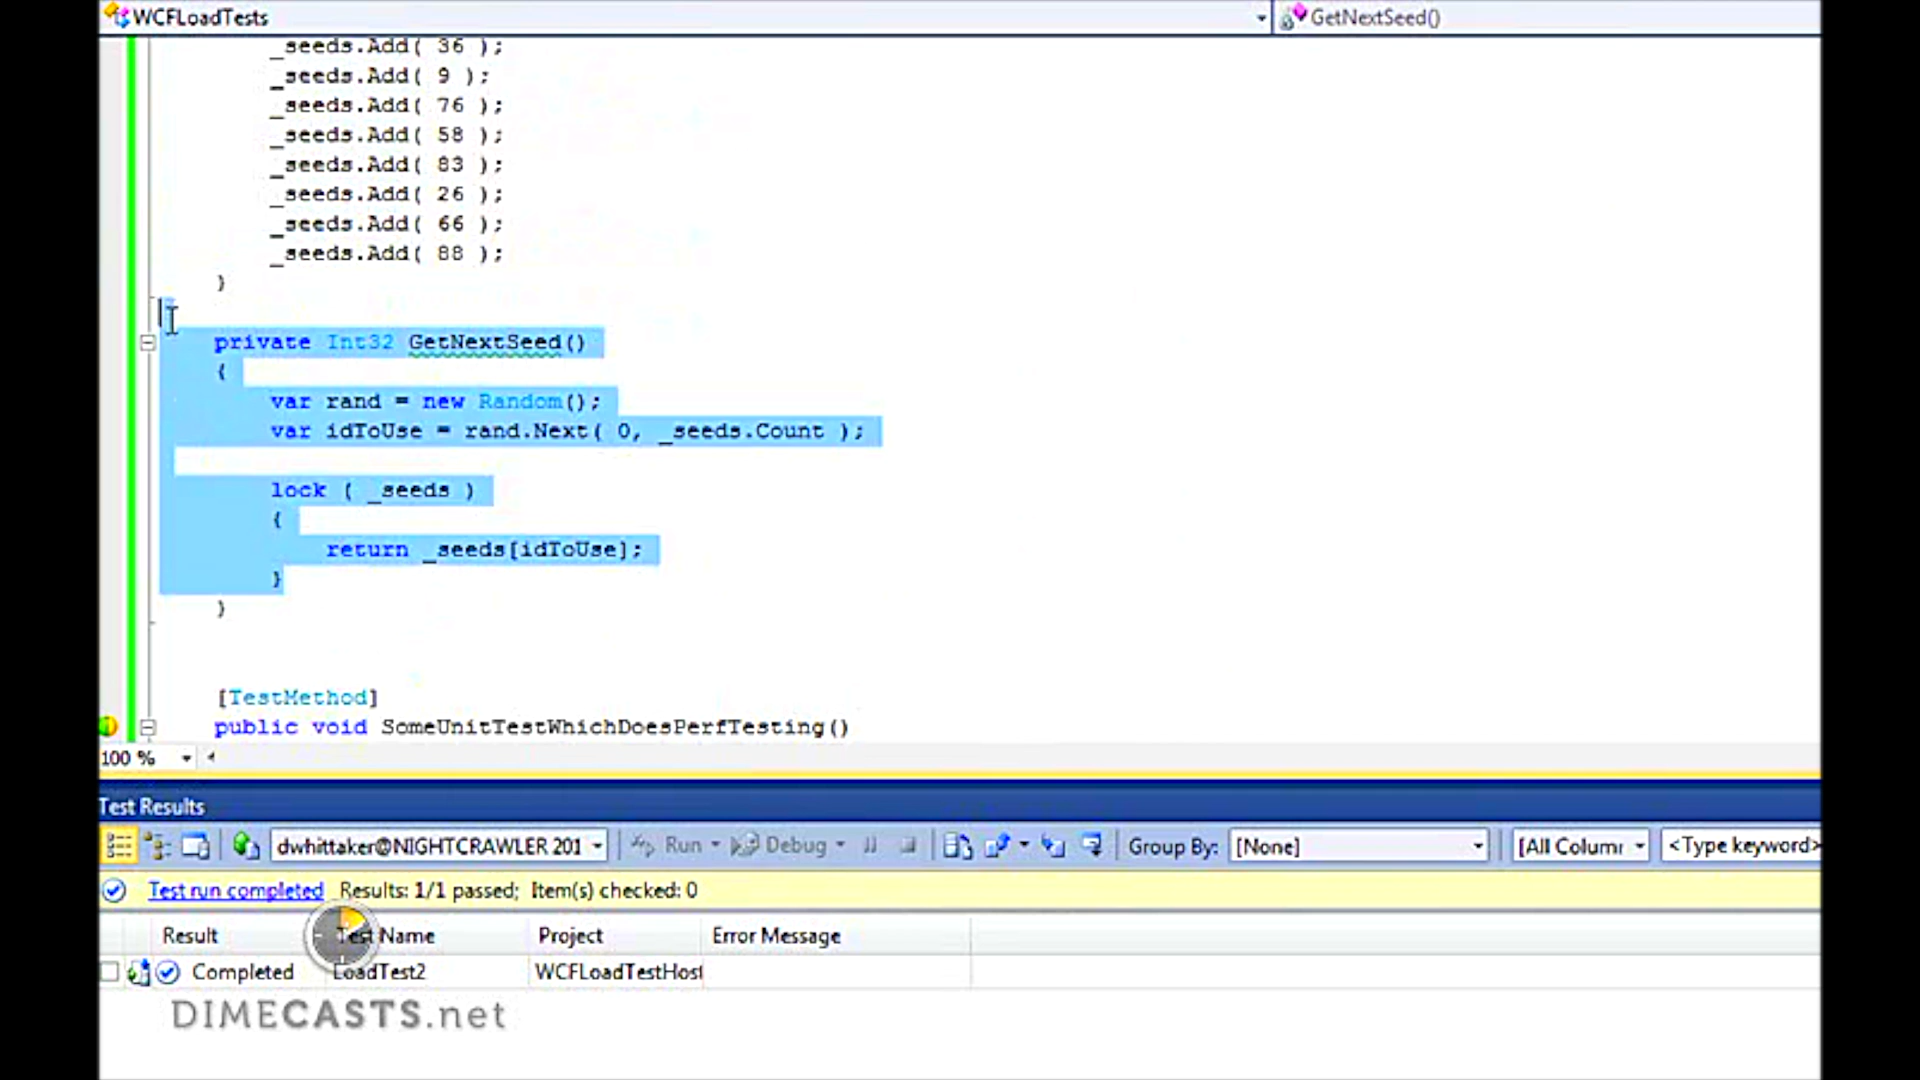 WCFLoadTests
GetNextSeed()
_seeds.Add( 36 );
_seeds.Add( 9 );
_seeds.Add( 76 );
_seeds.Add( 58 );
_seeds.Add( 83 );
_seeds.Add( 26 );
_seeds.Add( 66 );
_seeds.Add( 88 );
}
private Int32 GetNextSeed()
{
var rand = new Random();
var idToUse = rand.Next( 0, _seeds.Count );
lock ( _seeds )
{
return _seeds[idToUse];
}
}
[TestMethod]
public void SomeUnitTestWhichDoesPerfTesting()
100 %
Test Results
dwhittaker@NIGHTCRAWLER 201 Run Debug Group By: [None] [All Colum <Type keyword>
Test run completed Results: 1/1 passed; Item(s) checked: 0
Result Test Name Project Error Message
Completed LoadTest2 WCFLoadTestHost
DIMECASTS.net